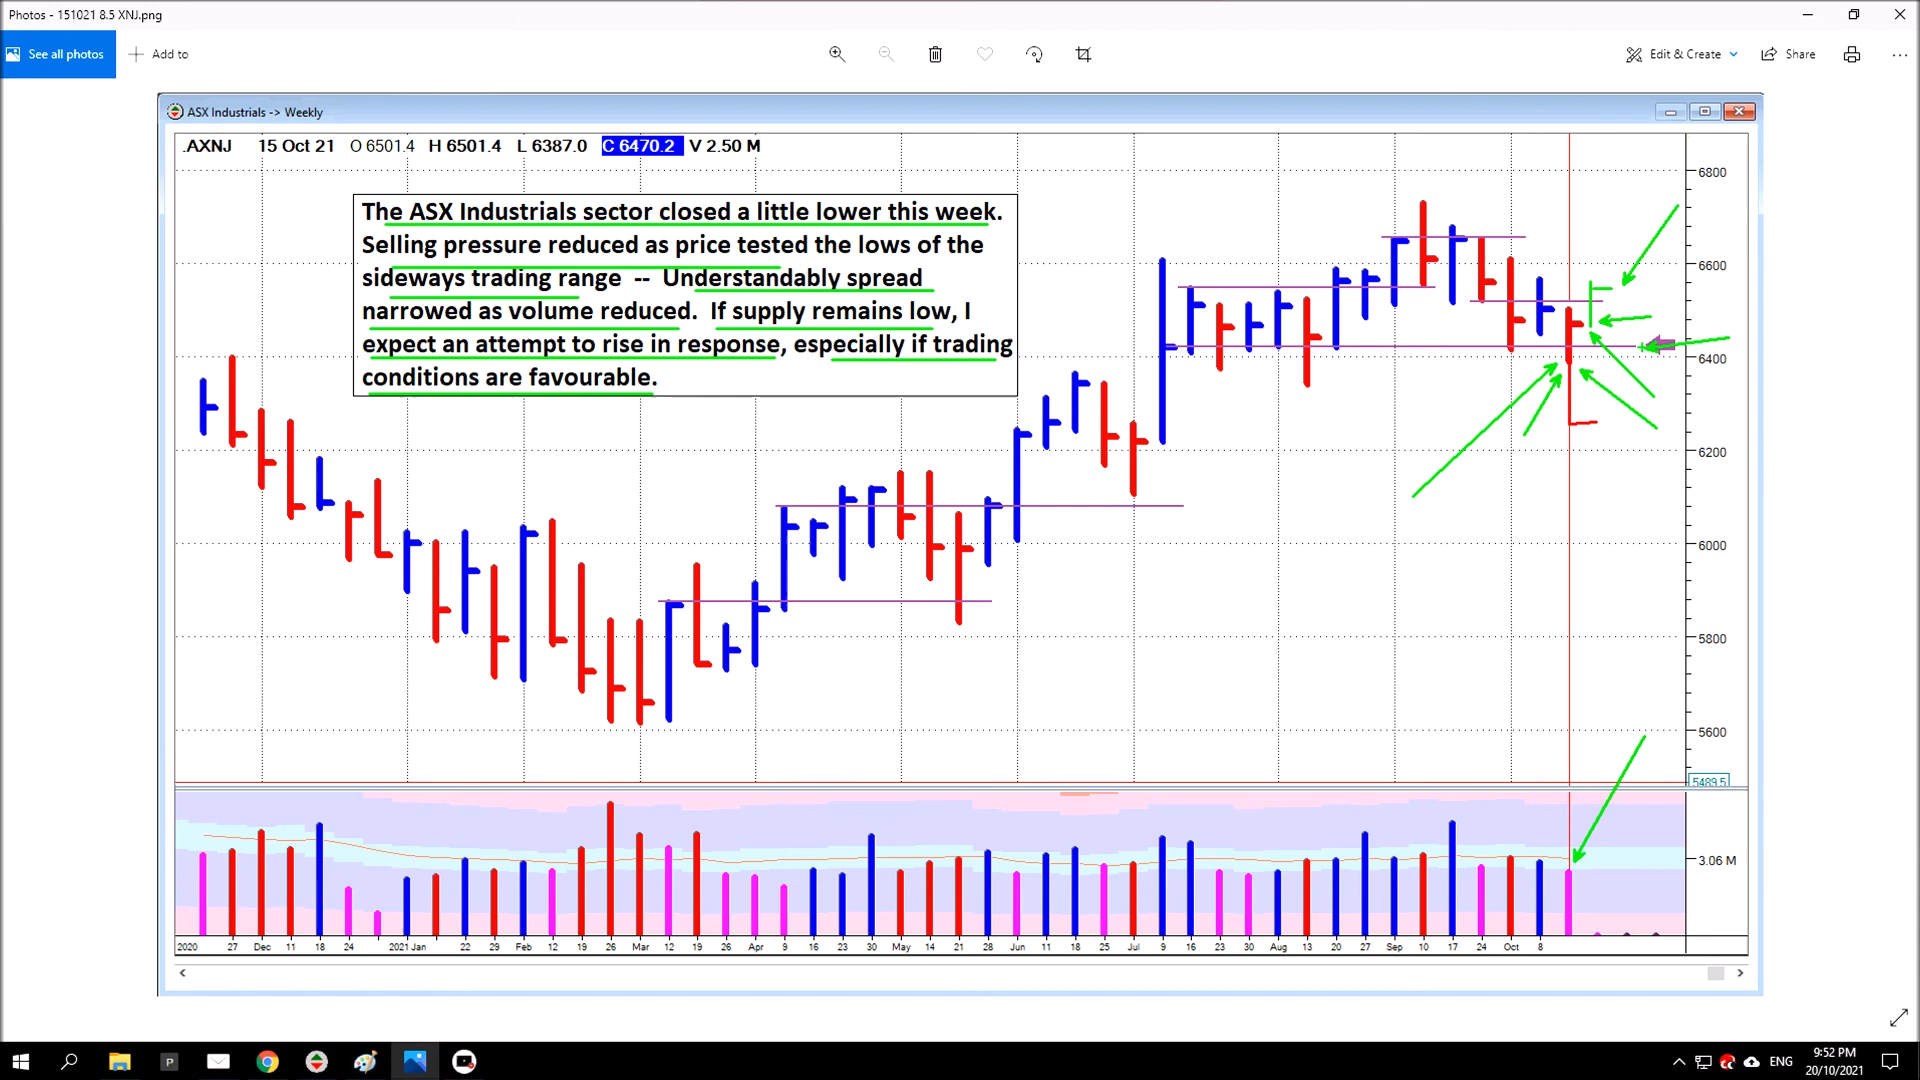 Photos - 151021 8.5 XNJ.png
See all photos
Add to
Edit & Create
Share
ASX Industrials -> Weekly
.AXNJ 15 Oct 21 O 6501.4 H 6501.4 L 6387.0 C 6470.2 V 2.50 M
The ASX Industrials sector closed a little lower this week.
Selling pressure reduced as price tested the lows of the
sideways trading range -- Understandably spread
narrowed as volume reduced. If supply remains low, I
expect an attempt to rise in response, especially if trading
conditions are favourable.
6800
6600
6400
6200
6000
5800
5600
5489.5
3.06 M
2020 27 Dec 11 18 24 2021 Jan 22 29 Feb 12 19 26 Mar 12 19 26 Apr 9 16 23 30 May 14 21 28 Jun 11 18 25 Jul 9 16 23 30 Aug 13 20 27 Sep 10 17 24 Oct 8
P
ENG
9:52 PM
20/10/2021